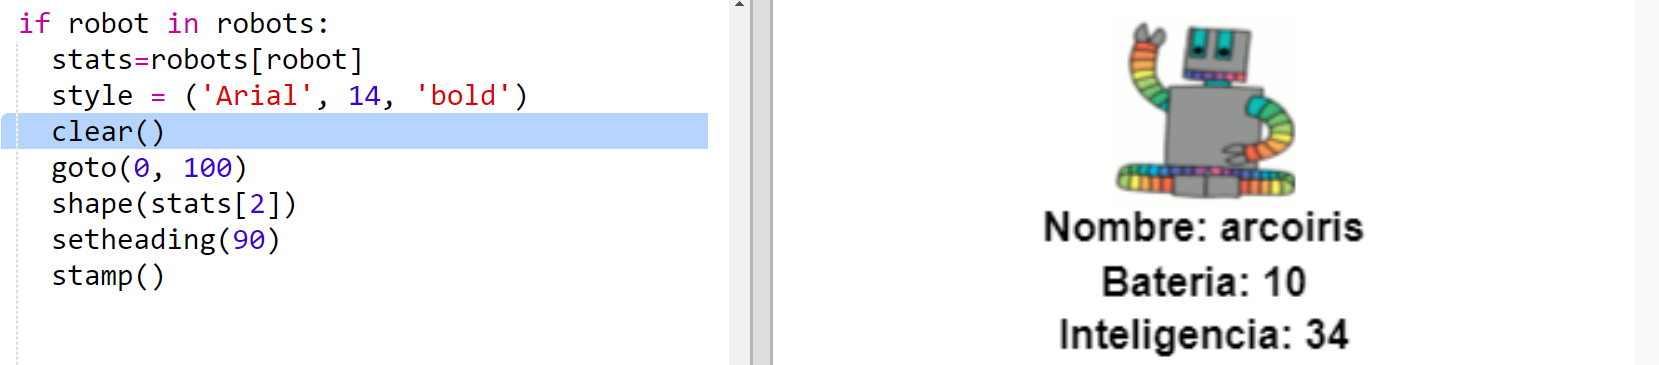 if robot in robots:
  stats=robots[robot]
  style = ('Arial', 14, 'bold')
  clear()
  goto(0, 100)
  shape(stats[2])
  setheading(90)
  stamp()
Nombre: arcoiris
Bateria: 10
Inteligencia: 34